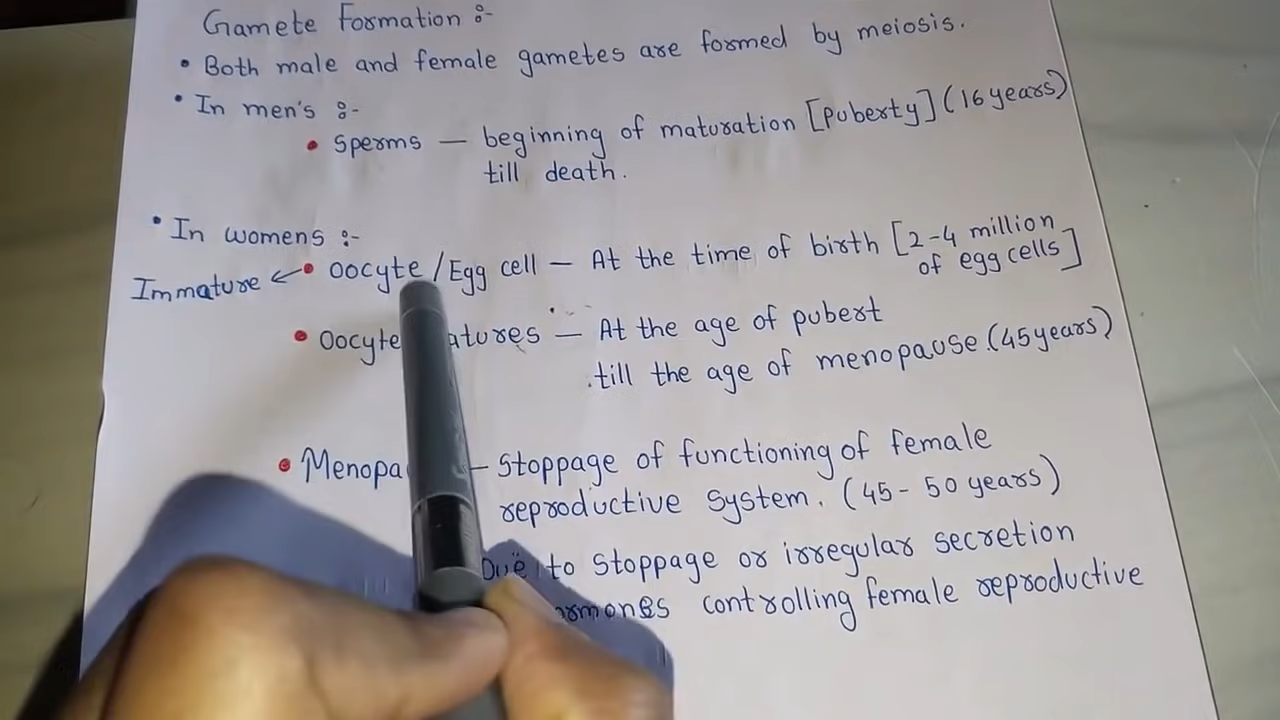 Gamete Formation :-
• Both male and female gametes are formed by meiosis.
• In men's :-
• Sperms — beginning of maturation [puberty] (16 years)
till death.
• In womens :-
Immature ← • Oocyte / Egg cell — At the time of birth [2-4 million
of egg cells]
• Oocyte — At the age of pubert
till the age of menopause. (45 years)
• — Stoppage of functioning of female
reproductive system. (45 - 50 years)
Due to stoppage or irregular secretion
controlling female reproductive